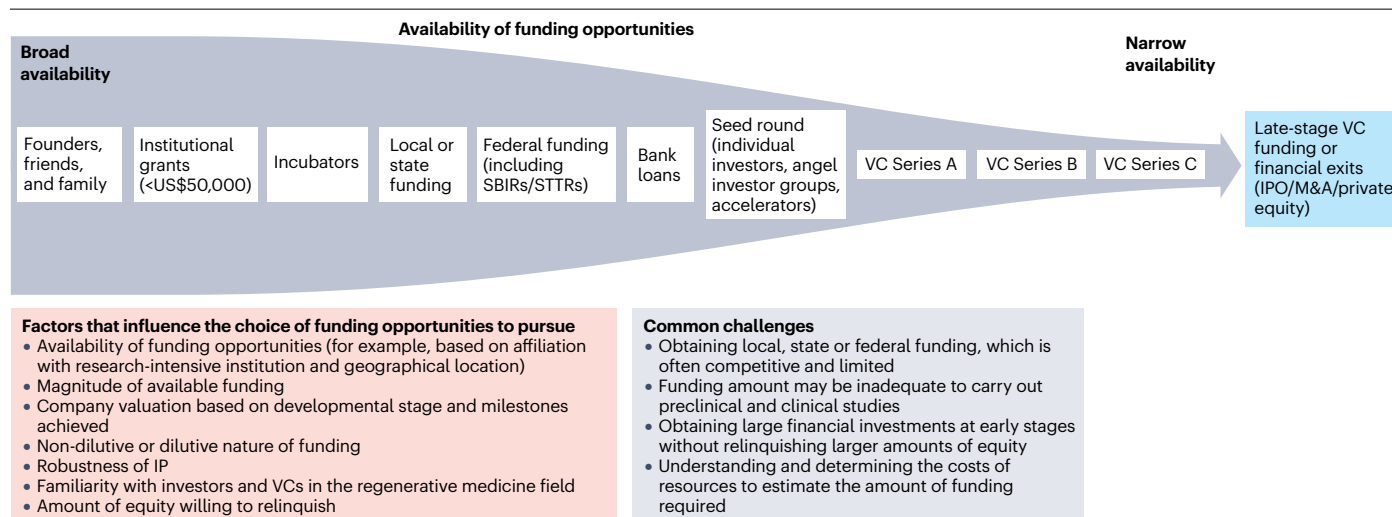 Availability of funding opportunities
Broad
availability
Narrow
availability
Founders,
friends,
and family
Institutional
grants
(<US$50,000)
Incubators
Local or
state
funding
Federal funding
(including
SBIRs/STTRs)
Bank
loans
Seed round
(individual
investors, angel
investor groups,
accelerators)
VC Series A
VC Series B
VC Series C
Late-stage VC
funding or
financial exits
(IPO/M&A/private
equity)
Factors that influence the choice of funding opportunities to pursue
• Availability of funding opportunities (for example, based on affiliation
with research-intensive institution and geographical location)
• Magnitude of available funding
• Company valuation based on developmental stage and milestones
achieved
• Non-dilutive or dilutive nature of funding
• Robustness of IP
• Familiarity with investors and VCs in the regenerative medicine field
• Amount of equity willing to relinquish
Common challenges
• Obtaining local, state or federal funding, which is
often competitive and limited
• Funding amount may be inadequate to carry out
preclinical and clinical studies
• Obtaining large financial investments at early stages
without relinquishing larger amounts of equity
• Understanding and determining the costs of
resources to estimate the amount of funding
required